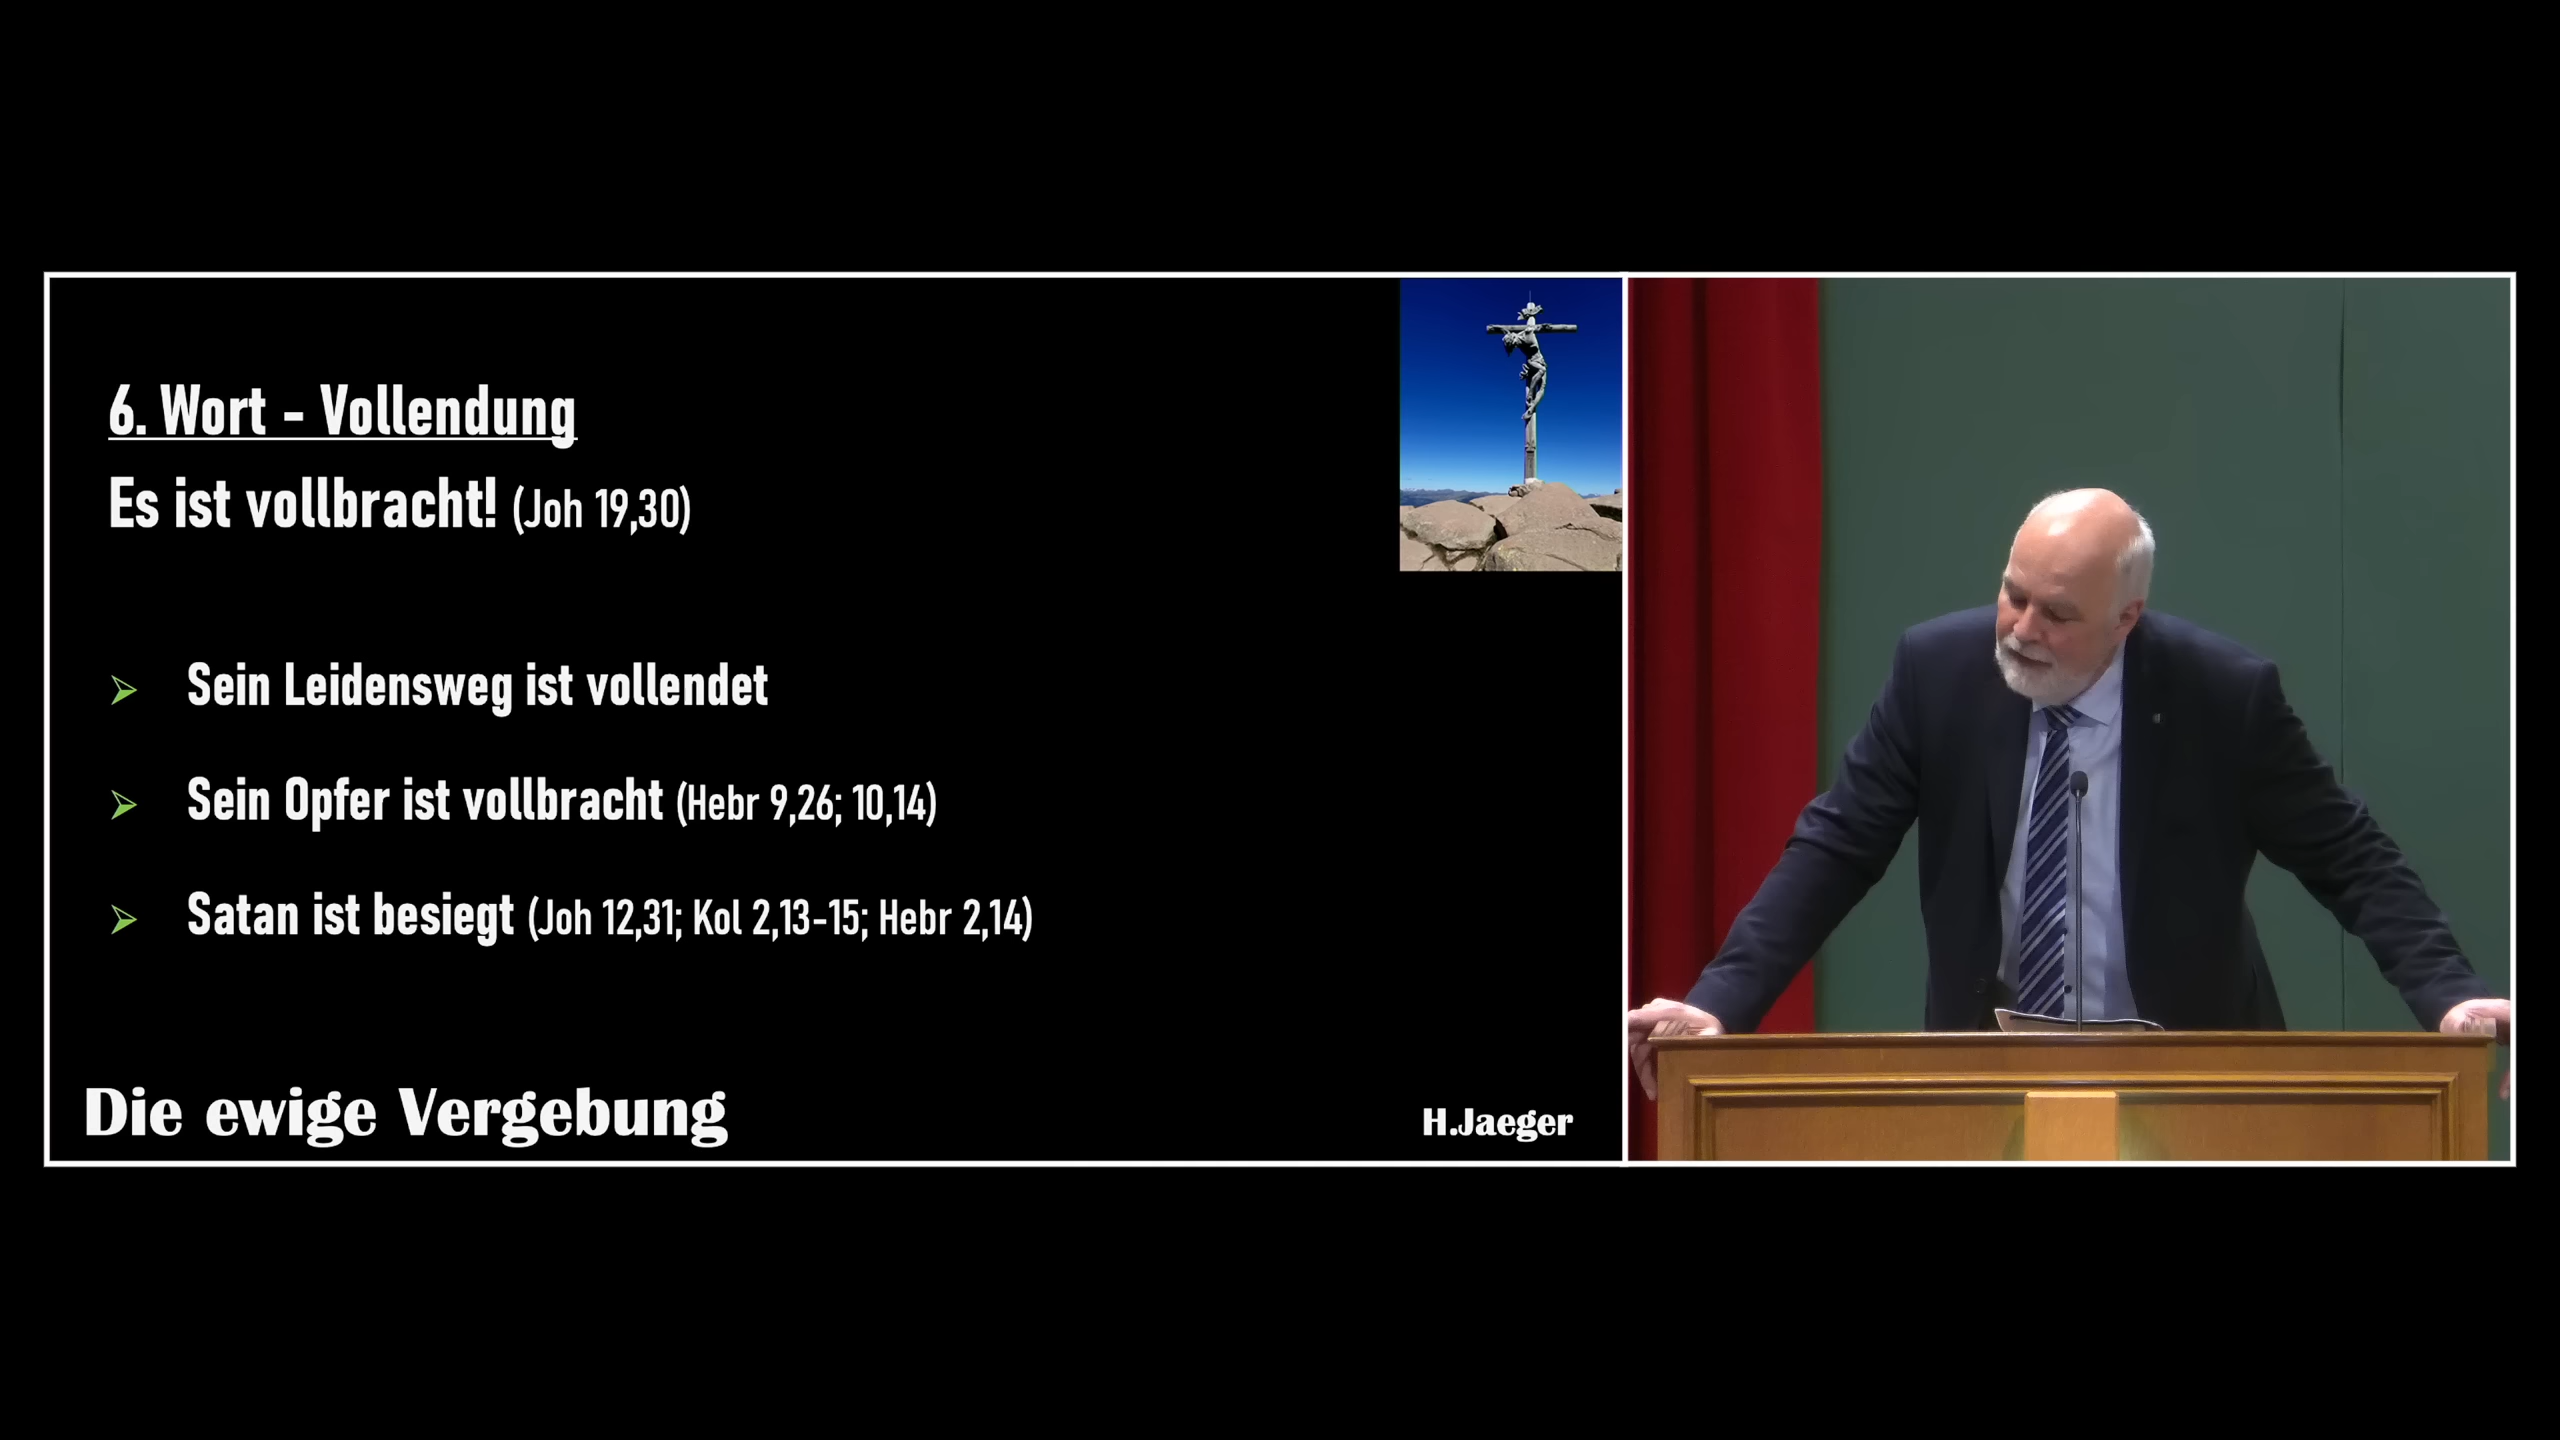 6. Wort - Vollendung
Es ist vollbracht! (Joh 19,30)
Sein Leidensweg ist vollendet
Sein Opfer ist vollbracht (Hebr 9,26; 10,14)
Satan ist besiegt (Joh 12,31; Kol 2,13-15; Hebr 2,14)
Die ewige Vergebung
H.Jaeger